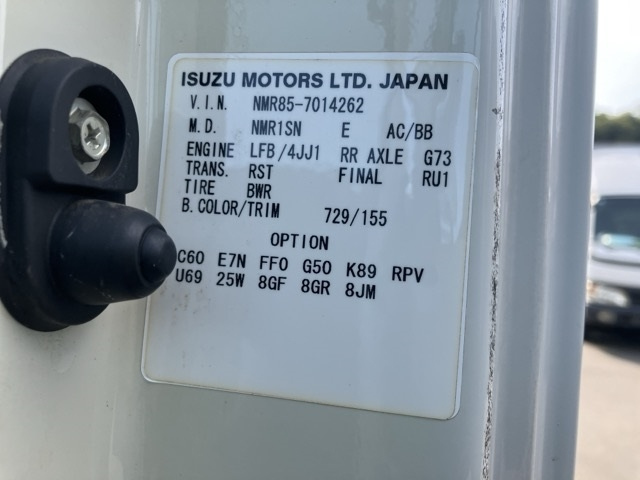 ISUZU MOTORS LTD. JAPAN
V.I.N. NMR85-7014262
M.D. NMR1SN E AC/BB
ENGINE LFB/4JJ1 RR AXLE G73
TRANS. RST FINAL RU1
TIRE BWR
B.COLOR/TRIM 729/155
OPTION
C60 E7N FF0 G50 K89 RPV
U69 25W 8GF 8GR 8JM